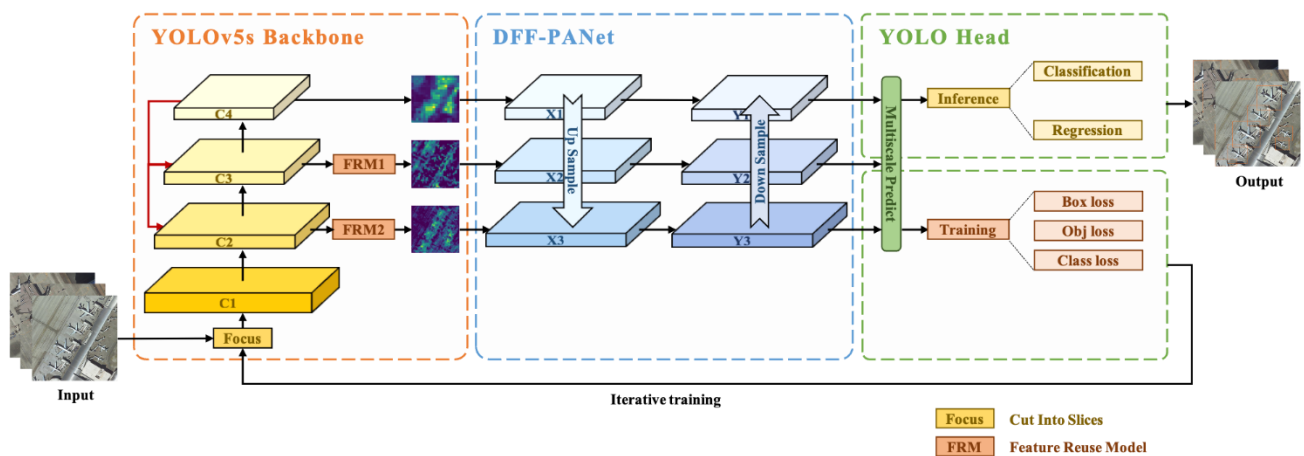 YOLOv5s Backbone
DFF-PANet
YOLO Head
C4
X1
Y1
Classification
Inference
Regression
Multiscale Predict
Output
C3
FRM1
X2
Y2
Up Sample
Down Sample
C2
FRM2
X3
Y3
Training
Box loss
Obj loss
Class loss
C1
Focus
Input
Iterative training
Focus
Cut Into Slices
FRM
Feature Reuse Model